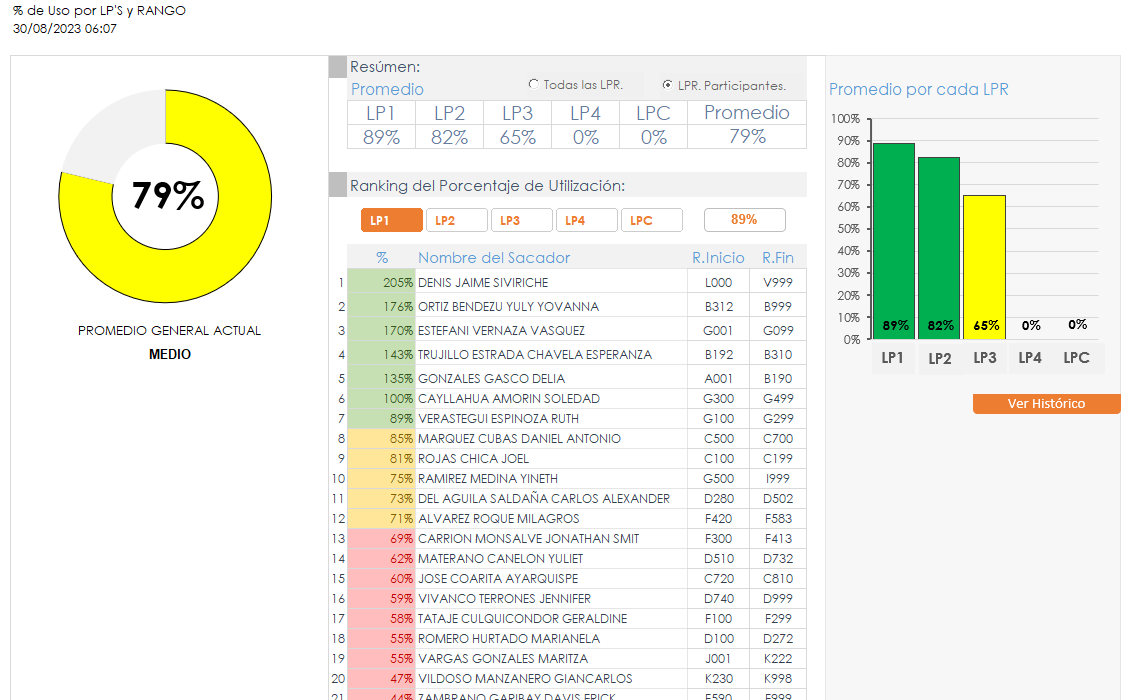 % de Uso por LP'S y RANGO
30/08/2023 06:07
79%
PROMEDIO GENERAL ACTUAL
MEDIO
Resúmen:
Promedio
Todas las LPR.
LPR. Participantes.
LP1 LP2 LP3 LP4 LPC Promedio
89% 82% 65% 0% 0% 79%
Ranking del Porcentaje de Utilización:
LP1 LP2 LP3 LP4 LPC 89%
% Nombre del Sacador R.Inicio R.Fin
1 205% DENIS JAIME SIVIRICHE L000 V999
2 176% ORTIZ BENDEZU YULY YOVANNA B312 B999
3 170% ESTEFANI VERNAZA VASQUEZ G001 G099
4 143% TRUJILLO ESTRADA CHAVELA ESPERANZA B192 B310
5 135% GONZALES GASCO DELIA A001 B190
6 100% CAYLLAHUA AMORIN SOLEDAD G300 G499
7 89% VERASTEGUI ESPINOZA RUTH G100 G299
8 85% MARQUEZ CUBAS DANIEL ANTONIO C500 C700
9 81% ROJAS CHICA JOEL C100 C199
10 75% RAMIREZ MEDINA YINETH G500 I999
11 73% DEL AGUILA SALDAÑA CARLOS ALEXANDER D280 D502
12 71% ALVAREZ ROQUE MILAGROS F420 F583
13 69% CARRION MONSALVE JONATHAN SMIT F300 F413
14 62% MATERANO CANELON YULIET D510 D732
15 60% JOSE COARITA AYARQUISPE C720 C810
16 59% VIVANCO TERRONES JENNIFER D740 D999
17 58% TATAJE CULQUICONDOR GERALDINE F100 F299
18 55% ROMERO HURTADO MARIANELA D100 D272
19 55% VARGAS GONZALES MARITZA J001 K222
20 47% VILDOSO MANZANERO GIANCARLOS K230 K998
21 44% ZAMBRANO GARIBAY DAVIS ERICK F590 F999
Promedio por cada LPR
100%
90%
80%
70%
60%
50%
40%
30%
20%
10%
0%
89% 82% 65% 0% 0%
LP1 LP2 LP3 LP4 LPC
Ver Histórico